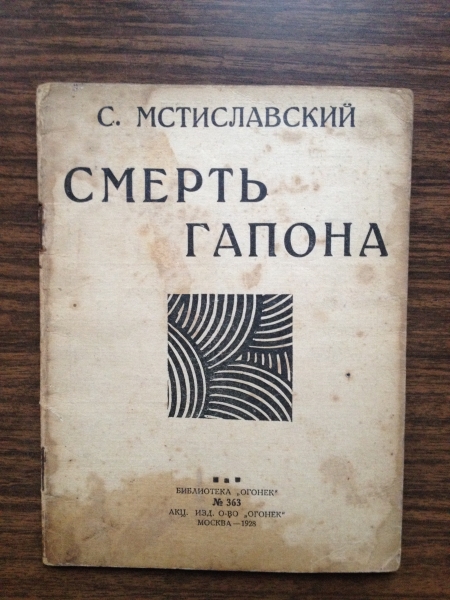 С. МСТИСЛАВСКИЙ
СМЕРТЬ
ГАПОНА
БИБЛИОТЕКА „ОГОНЕК“
№ 363
АКЦ. ИЗД. О-ВО „ОГОНЕК“
МОСКВА—1928